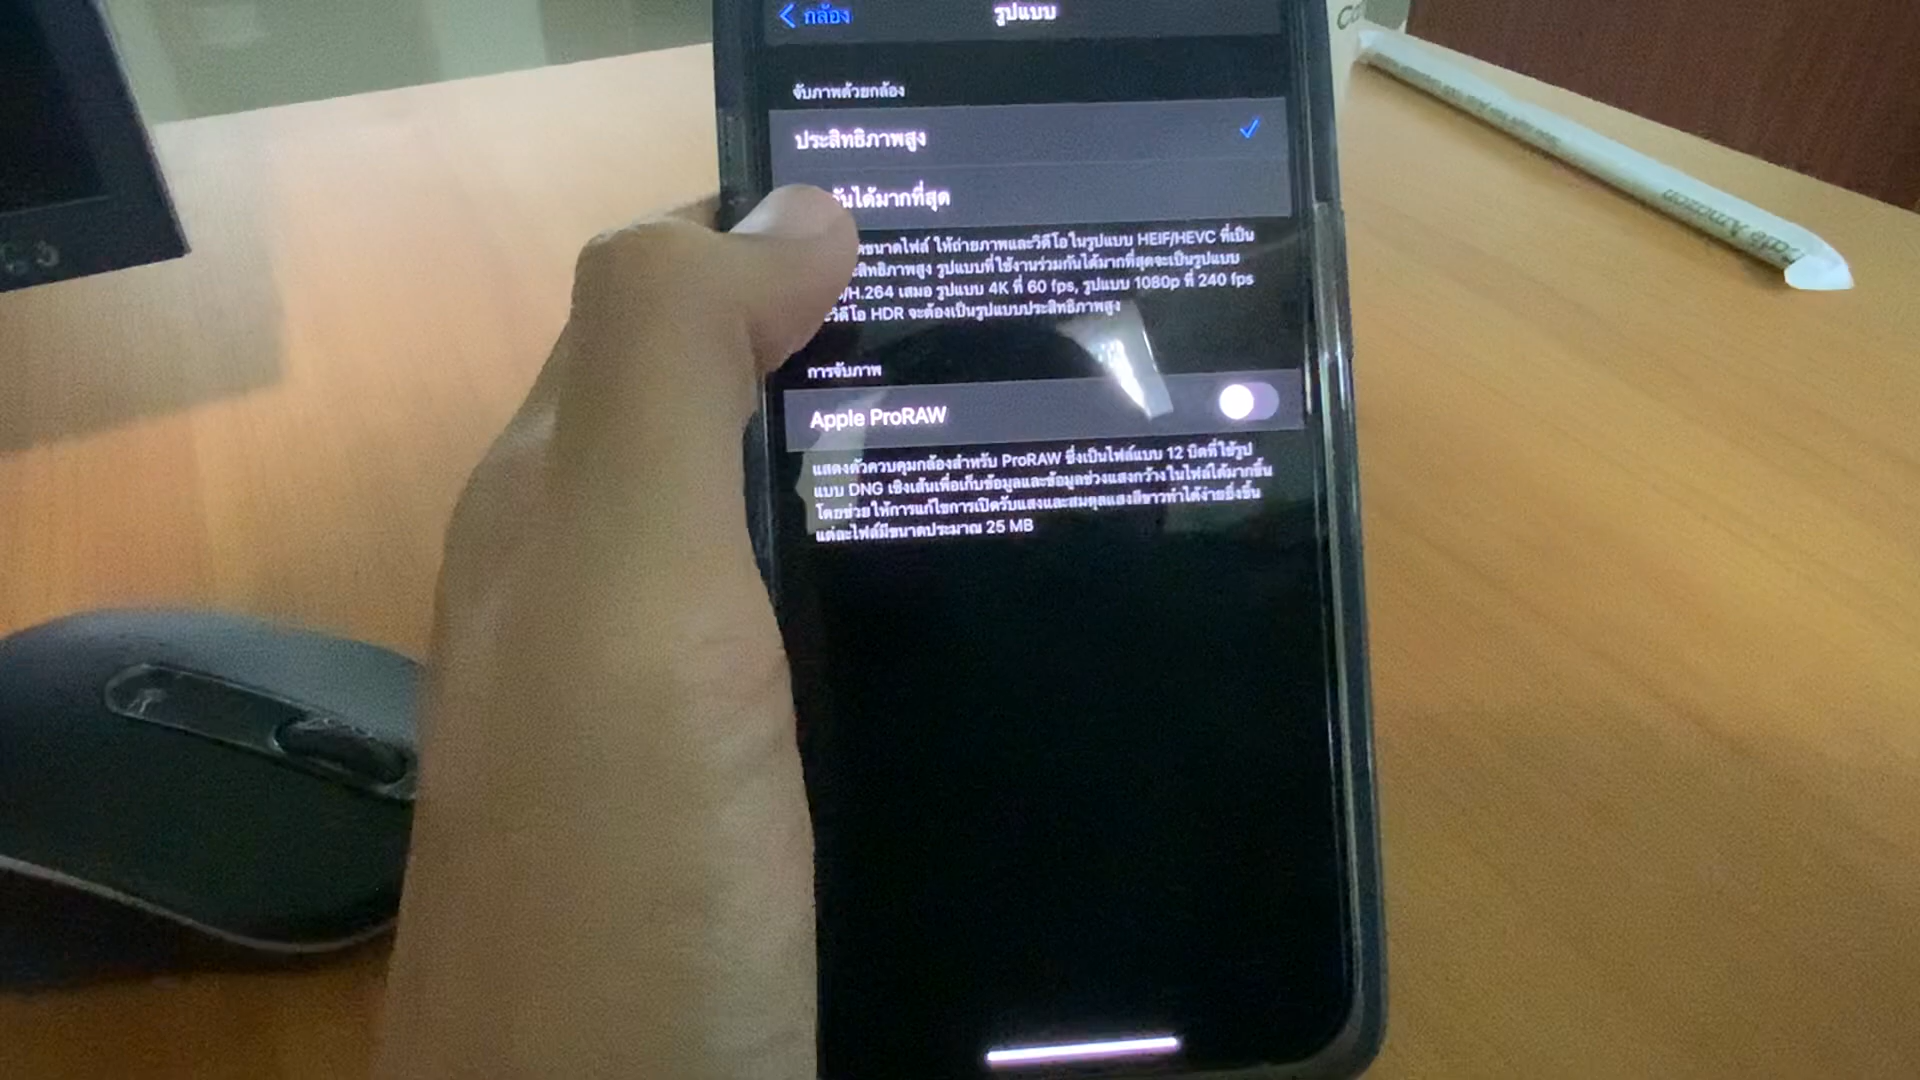 กล้อง
รูปแบบ
จับภาพด้วยกล้อง
ประสิทธิภาพสูง
กันได้มากที่สุด
ขนาดไฟล์ ให้ถ่ายภาพและวิดีโอในรูปแบบ HEIF/HEVC ที่เป็น
สิทธิภาพสูง รูปแบบที่ใช้งานร่วมกันได้มากที่สุดจะเป็นรูปแบบ
/H.264 เสมอ รูปแบบ 4K ที่ 60 fps, รูปแบบ 1080p ที่ 240 fps
วิดีโอ HDR จะต้องเป็นรูปแบบประสิทธิภาพสูง
การจับภาพ
Apple ProRAW
แสดงตัวควบคุมกล้องสำหรับ ProRAW ซึ่งเป็นไฟล์แบบ 12 บิตที่ใช้รูป
แบบ DNG เชิงเส้นเพื่อเก็บข้อมูลและข้อมูลช่วงแสงกว้างในไฟล์ได้มากขึ้น
โดยช่วยให้การแก้ไขการเปิดรับแสงและสมดุลแสงสีขาวทำได้ง่ายยิ่งขึ้น
แต่ละไฟล์มีขนาดประมาณ 25 MB
Café Amazon